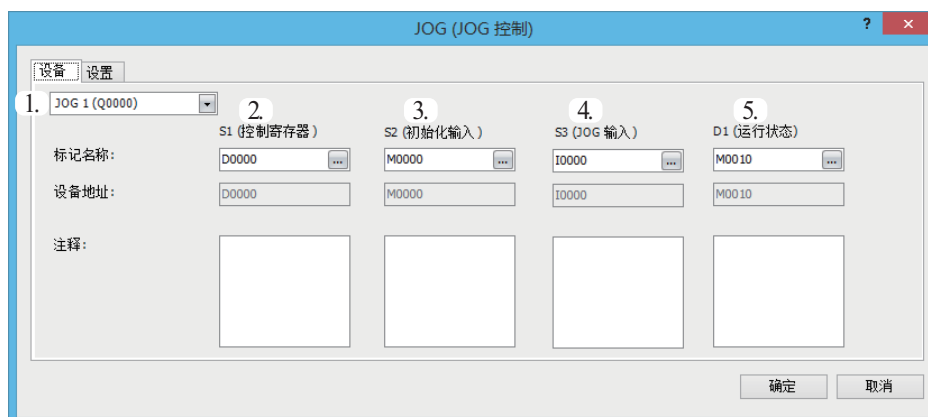 JOG (JOG 控制)
?
×
设备 设置
1. JOG 1 (Q0000)
2. 3. 4. 5.
S1 (控制寄存器) S2 (初始化输入) S3 (JOG 输入) D1 (运行状态)
标记名称: D0000 ... M0000 ... I0000 ... M0010 ...
设备地址: D0000 M0000 I0000 M0010
注释:
确定 取消